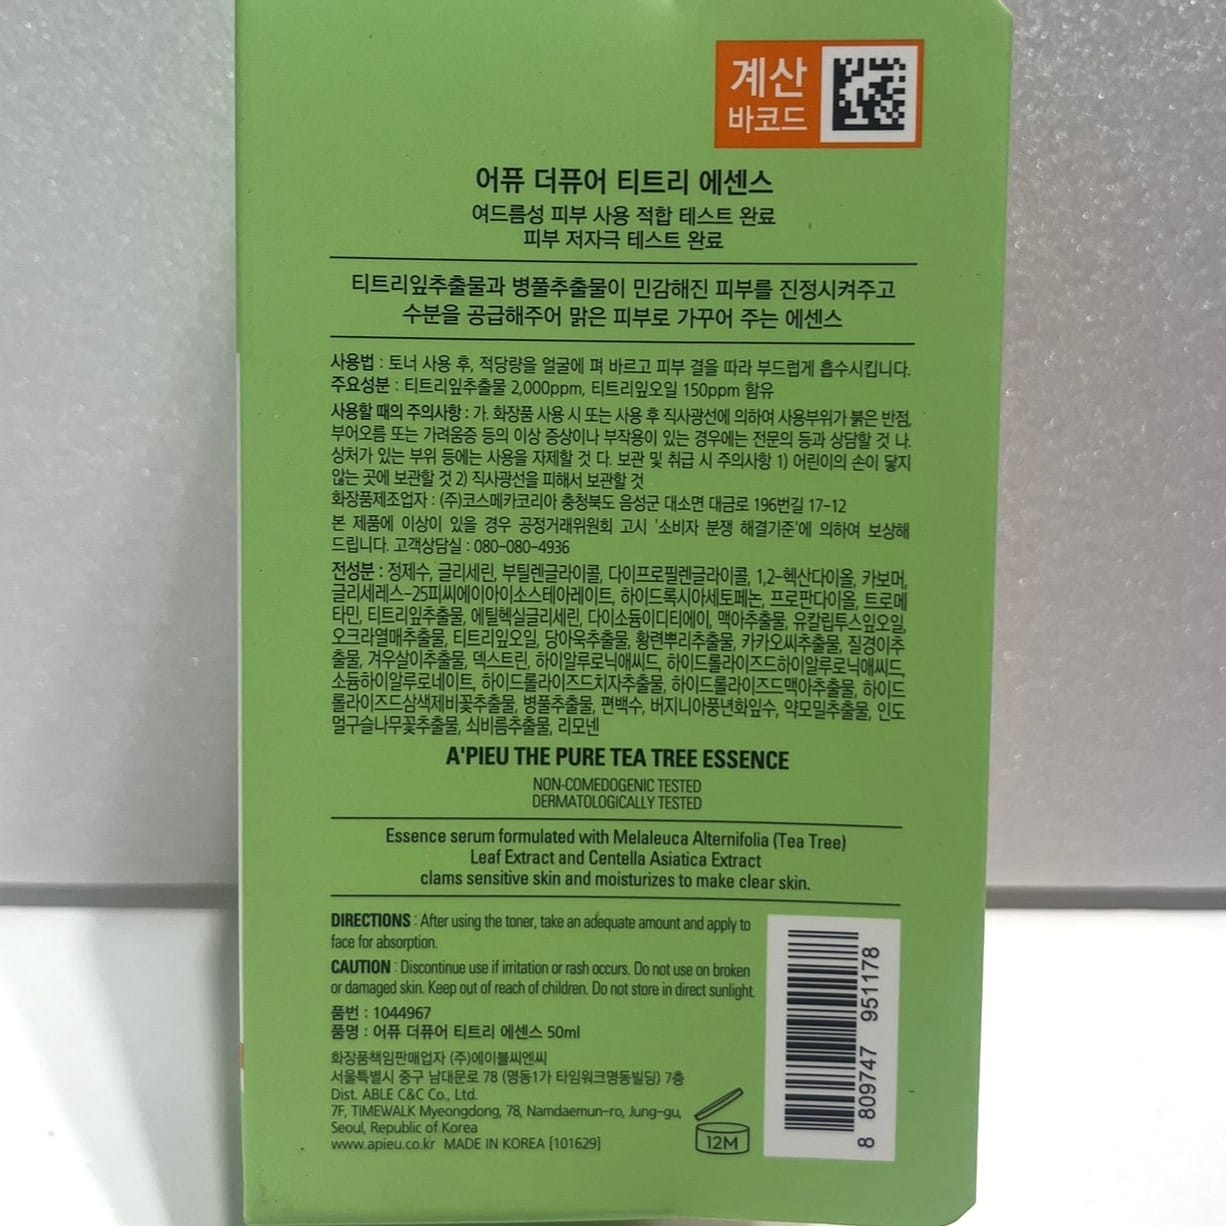 계산
바코드
어퓨 더퓨어 티트리 에센스
여드름성 피부 사용 적합 테스트 완료
피부 저자극 테스트 완료
티트리잎추출물과 병풀추출물이 민감해진 피부를 진정시켜주고
수분을 공급해주어 맑은 피부로 가꾸어 주는 에센스
사용법 : 토너 사용 후, 적당량을 얼굴에 펴 바르고 피부 결을 따라 부드럽게 흡수시킵니다.
주요성분 : 티트리잎추출물 2,000ppm, 티트리잎오일 150ppm 함유
사용할 때의 주의사항 : 가. 화장품 사용 시 또는 사용 후 직사광선에 의하여 사용부위가 붉은 반점,
부어오름 또는 가려움증 등의 이상 증상이나 부작용이 있는 경우에는 전문의 등과 상담할 것 나.
상처가 있는 부위 등에는 사용을 자제할 것 다. 보관 및 취급 시 주의사항 1) 어린이의 손이 닿지
않는 곳에 보관할 것 2) 직사광선을 피해서 보관할 것
화장품제조업자 : (주)코스메카코리아 충청북도 음성군 대소면 대금로 196번길 17-12
본 제품에 이상이 있을 경우 공정거래위원회 고시 '소비자 분쟁 해결기준'에 의하여 보상해
드립니다. 고객상담실 : 080-080-4936
전성분 : 정제수, 글리세린, 부틸렌글라이콜, 다이프로필렌글라이콜, 1,2-헥산다이올, 카보머,
글리세레스-25피씨에이아이소스테아레이트, 하이드록시아세토페논, 프로판다이올, 트로메
타민, 티트리잎추출물, 에틸헥실글리세린, 다이소듐이디티에이, 맥아추출물, 유칼립투스잎오일,
오크라열매추출물, 티트리잎오일, 당아욱추출물, 황련뿌리추출물, 카카오씨추출물, 질경이추
출물, 겨우살이추출물, 덱스트린, 하이알루로닉애씨드, 하이드롤라이즈드하이알루로닉애씨드,
소듐하이알루로네이트, 하이드롤라이즈드치자추출물, 하이드롤라이즈드맥아추출물, 하이드
롤라이즈드삼색제비꽃추출물, 병풀추출물, 편백수, 버지니아풍년화잎수, 약모밀추출물, 인도
멀구슬나무꽃추출물, 쇠비름추출물, 리모넨
A'PIEU THE PURE TEA TREE ESSENCE
NON-COMEDOGENIC TESTED
DERMATOLOGICALLY TESTED
Essence serum formulated with Melaleuca Alternifolia (Tea Tree)
Leaf Extract and Centella Asiatica Extract
clams sensitive skin and moisturizes to make clear skin.
DIRECTIONS : After using the toner, take an adequate amount and apply to
face for absorption.
CAUTION : Discontinue use if irritation or rash occurs. Do not use on broken
or damaged skin. Keep out of reach of children. Do not store in direct sunlight.
품번 : 1044967
품명 : 어퓨 더퓨어 티트리 에센스 50ml
화장품책임판매업자 (주)에이블씨엔씨
서울특별시 중구 남대문로 78 (명동1가 타임워크명동빌딩) 7층
Dist. ABLE C&C Co., Ltd.
7F, TIMEWALK Myeongdong, 78, Namdaemun-ro, Jung-gu,
Seoul, Republic of Korea
www.apieu.co.kr MADE IN KOREA [101629]
12M
8 809747 951178